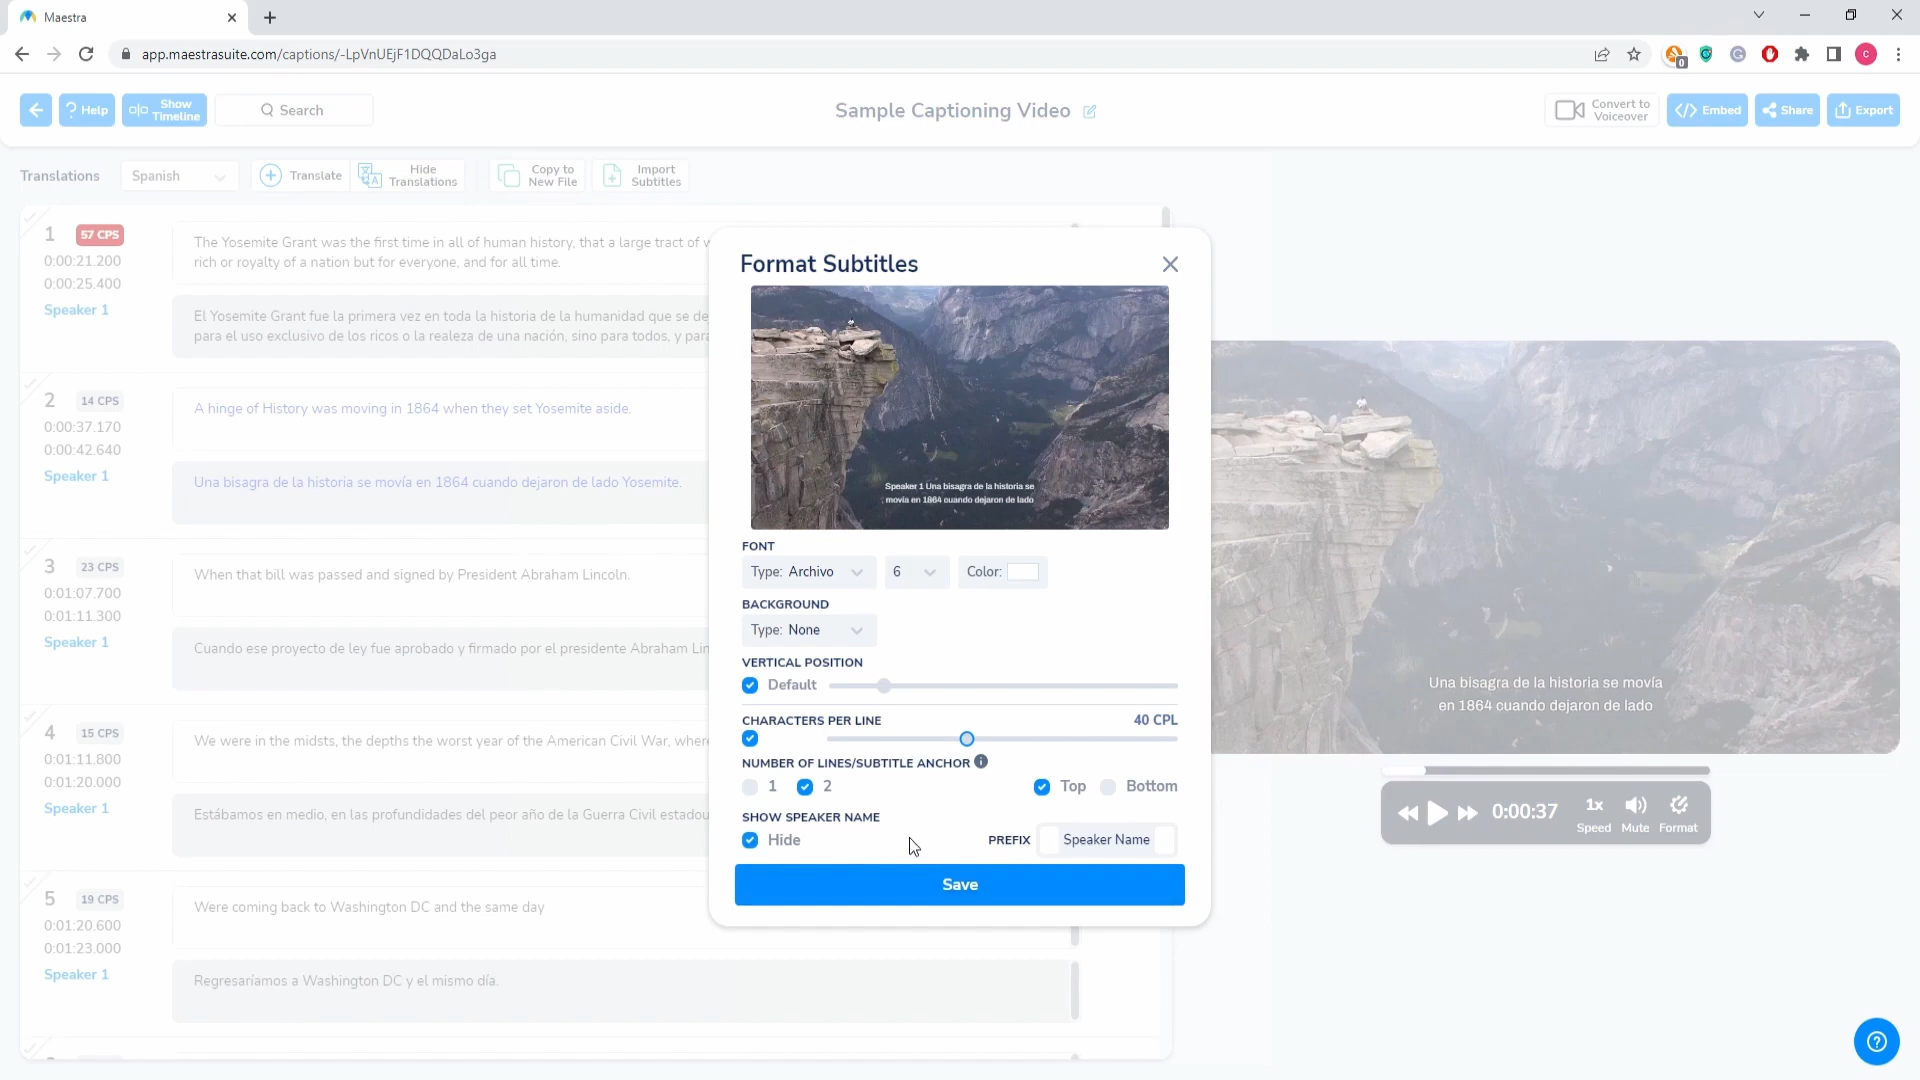 Maestra
app.maestrasuite.com/captions/-LpVnUEjF1DQQDaLo3ga
0
c
Help
Show
Timeline
Search
Sample Captioning Video
Convert to
Voiceover
Embed
Share
Export
Translations
Spanish
Translate
Hide
Translations
Copy to
New File
Import
Subtitles
1 57 CPS
0:00:21.200
0:00:25.400
Speaker 1
The Yosemite Grant was the first time in all of human history, that a large tract of w
rich or royalty of a nation but for everyone, and for all time.
El Yosemite Grant fue la primera vez en toda la historia de la humanidad que se de
para el uso exclusivo de los ricos o la realeza de una nación, sino para todos, y para
2 14 CPS
0:00:37.170
0:00:42.640
Speaker 1
A hinge of History was moving in 1864 when they set Yosemite aside.
Una bisagra de la historia se movía en 1864 cuando dejaron de lado Yosemite.
3 23 CPS
0:01:07.700
0:01:11.300
Speaker 1
When that bill was passed and signed by President Abraham Lincoln.
Cuando ese proyecto de ley fue aprobado y firmado por el presidente Abraham Lin
4 15 CPS
0:01:11.800
0:01:20.000
Speaker 1
We were in the midsts, the depths the worst year of the American Civil War, wher
Estábamos en medio, en las profundidades del peor año de la Guerra Civil estadou
5 19 CPS
0:01:20.600
0:01:23.000
Speaker 1
Were coming back to Washington DC and the same day
Regresaríamos a Washington DC y el mismo día.
Format Subtitles
Speaker 1 Una bisagra de la historia se
movía en 1864 cuando dejaron de lado
FONT
Type: Archivo
6
Color:
BACKGROUND
Type: None
VERTICAL POSITION
Default
CHARACTERS PER LINE
40 CPL
NUMBER OF LINES/SUBTITLE ANCHOR
1 2 Top Bottom
SHOW SPEAKER NAME
Hide
PREFIX
Speaker Name
Save
Una bisagra de la historia se movía
en 1864 cuando dejaron de lado
0:00:37
1x
Speed
Mute
Format